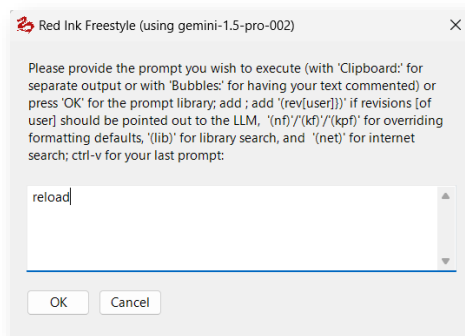 Red Ink Freestyle (using gemini-1.5-pro-002)
Please provide the prompt you wish to execute (with 'Clipboard:' for
separate output or with 'Bubbles:' for having your text commented) or
press 'OK' for the prompt library; add ; add '(rev[user]})' if revisions [of
user] should be pointed out to the LLM,  '(nf)'/'(kf)'/'(kpf)' for overriding
formatting defaults, '(lib)' for library search, and  '(net)' for internet
search; ctrl-v for your last prompt:
reload
OK Cancel